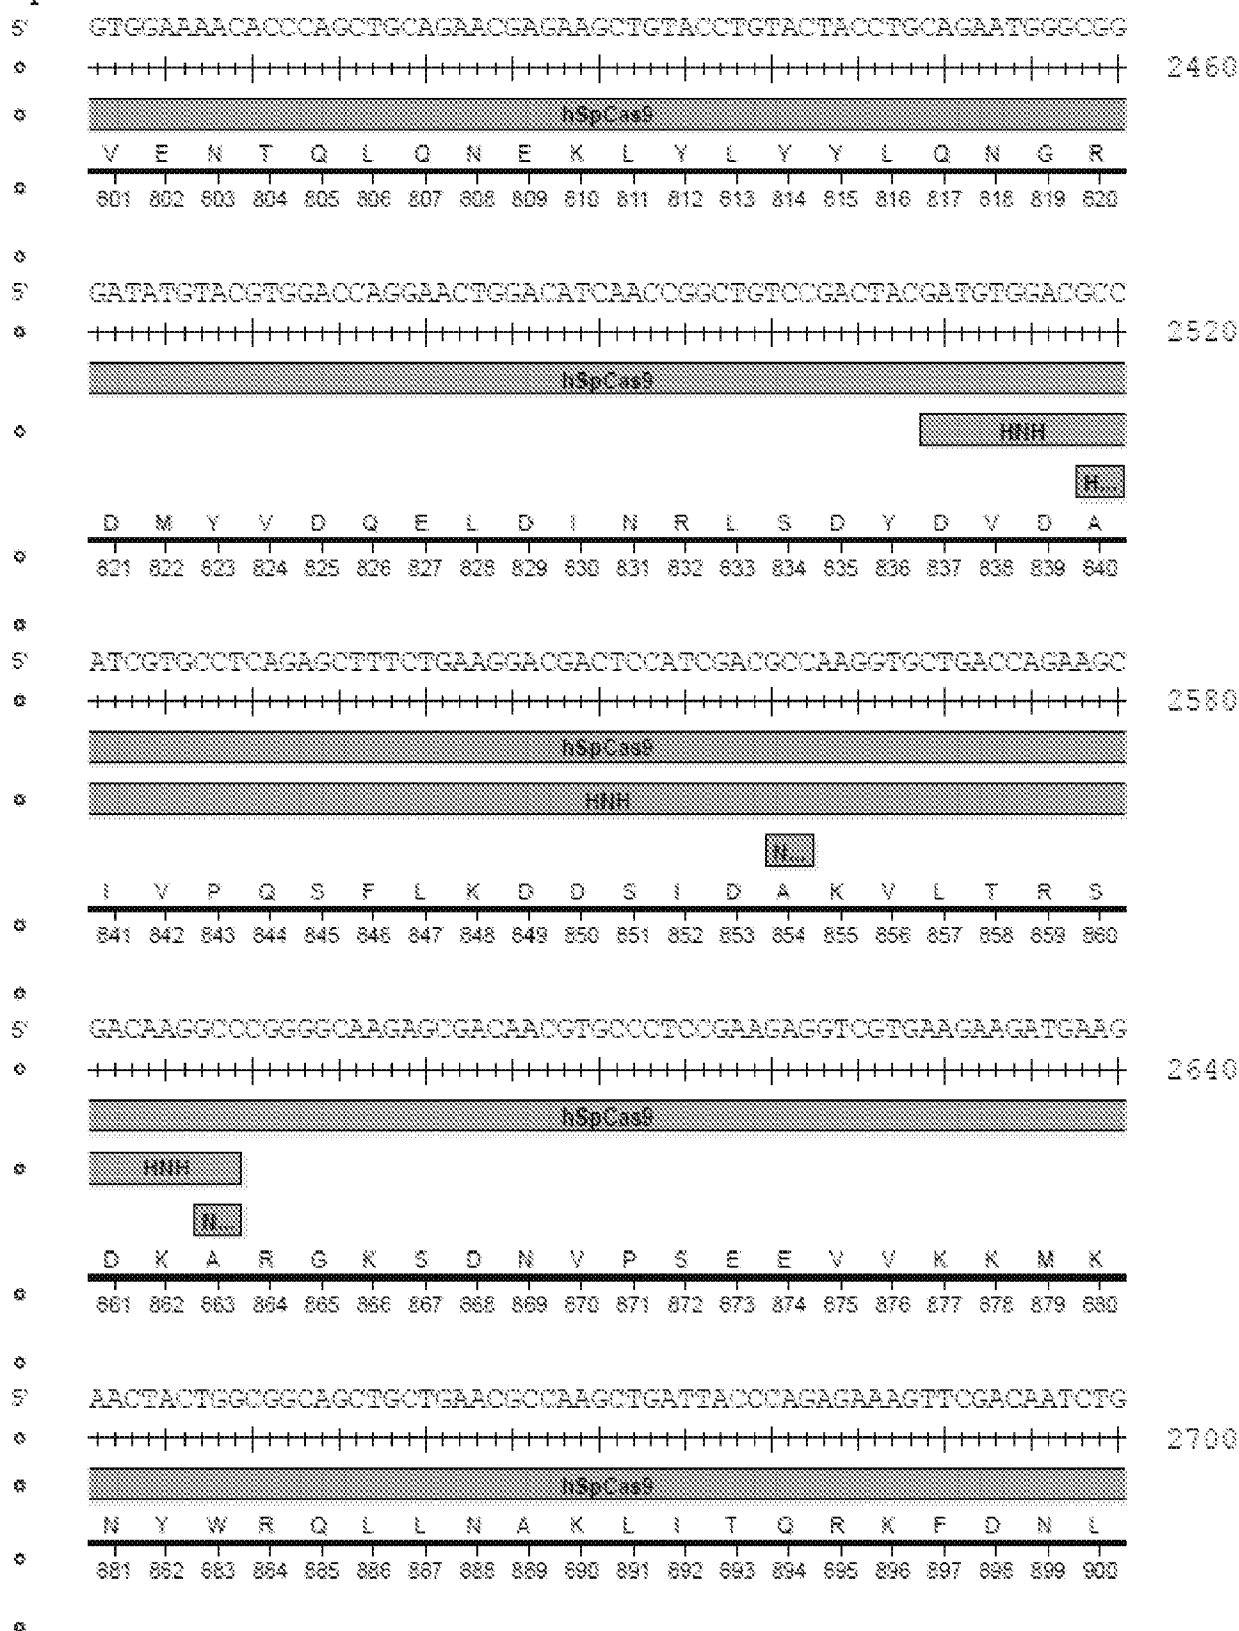 5' GTGGAAAACACCCAGCTGCAGAACGAGAAGCTGTACCTGTACTACCTGCAGAATGGGCGG
2460
hSpCas9
V E N T Q L Q N E K L Y L Y Y L Q N G R
801 802 803 804 805 806 807 808 809 810 811 812 813 814 815 816 817 818 819 820
5' GATATGTACGTGGACCAGGAACTGGACATCAACCGGCTGTCCGACTACGATGTGGACGCC
2520
hSpCas9
HNH
H...
D M Y V D Q E L D I N R L S D Y D V D A
821 822 823 824 825 826 827 828 829 830 831 832 833 834 835 836 837 838 839 840
5' ATCGTGCCTCAGAGCTTTCTGAAGGACGACTCCATCGACGCCAAGGTGCTGACCAGAAGC
2580
hSpCas9
HNH
N...
I V P Q S F L K D D S I D A K V L T R S
841 842 843 844 845 846 847 848 849 850 851 852 853 854 855 856 857 858 859 860
5' GACAAGGCCCGGGGCAAGAGCGACAACGTGCCCTCCGAAGAGGTCGTGAAGAAGATGAAG
2640
hSpCas9
HNH
N...
D K A R G K S D N V P S E E V V K K M K
861 862 863 864 865 866 867 868 869 870 871 872 873 874 875 876 877 878 879 880
5' AACTACTGGCGGCAGCTGCTGAACGCCAAGCTGATTACCCAGAGAAAGTTCGACAATCTG
2700
hSpCas9
N Y W R Q L L N A K L I T Q R K F D N L
881 882 883 884 885 886 887 888 889 890 891 892 893 894 895 896 897 898 899 900